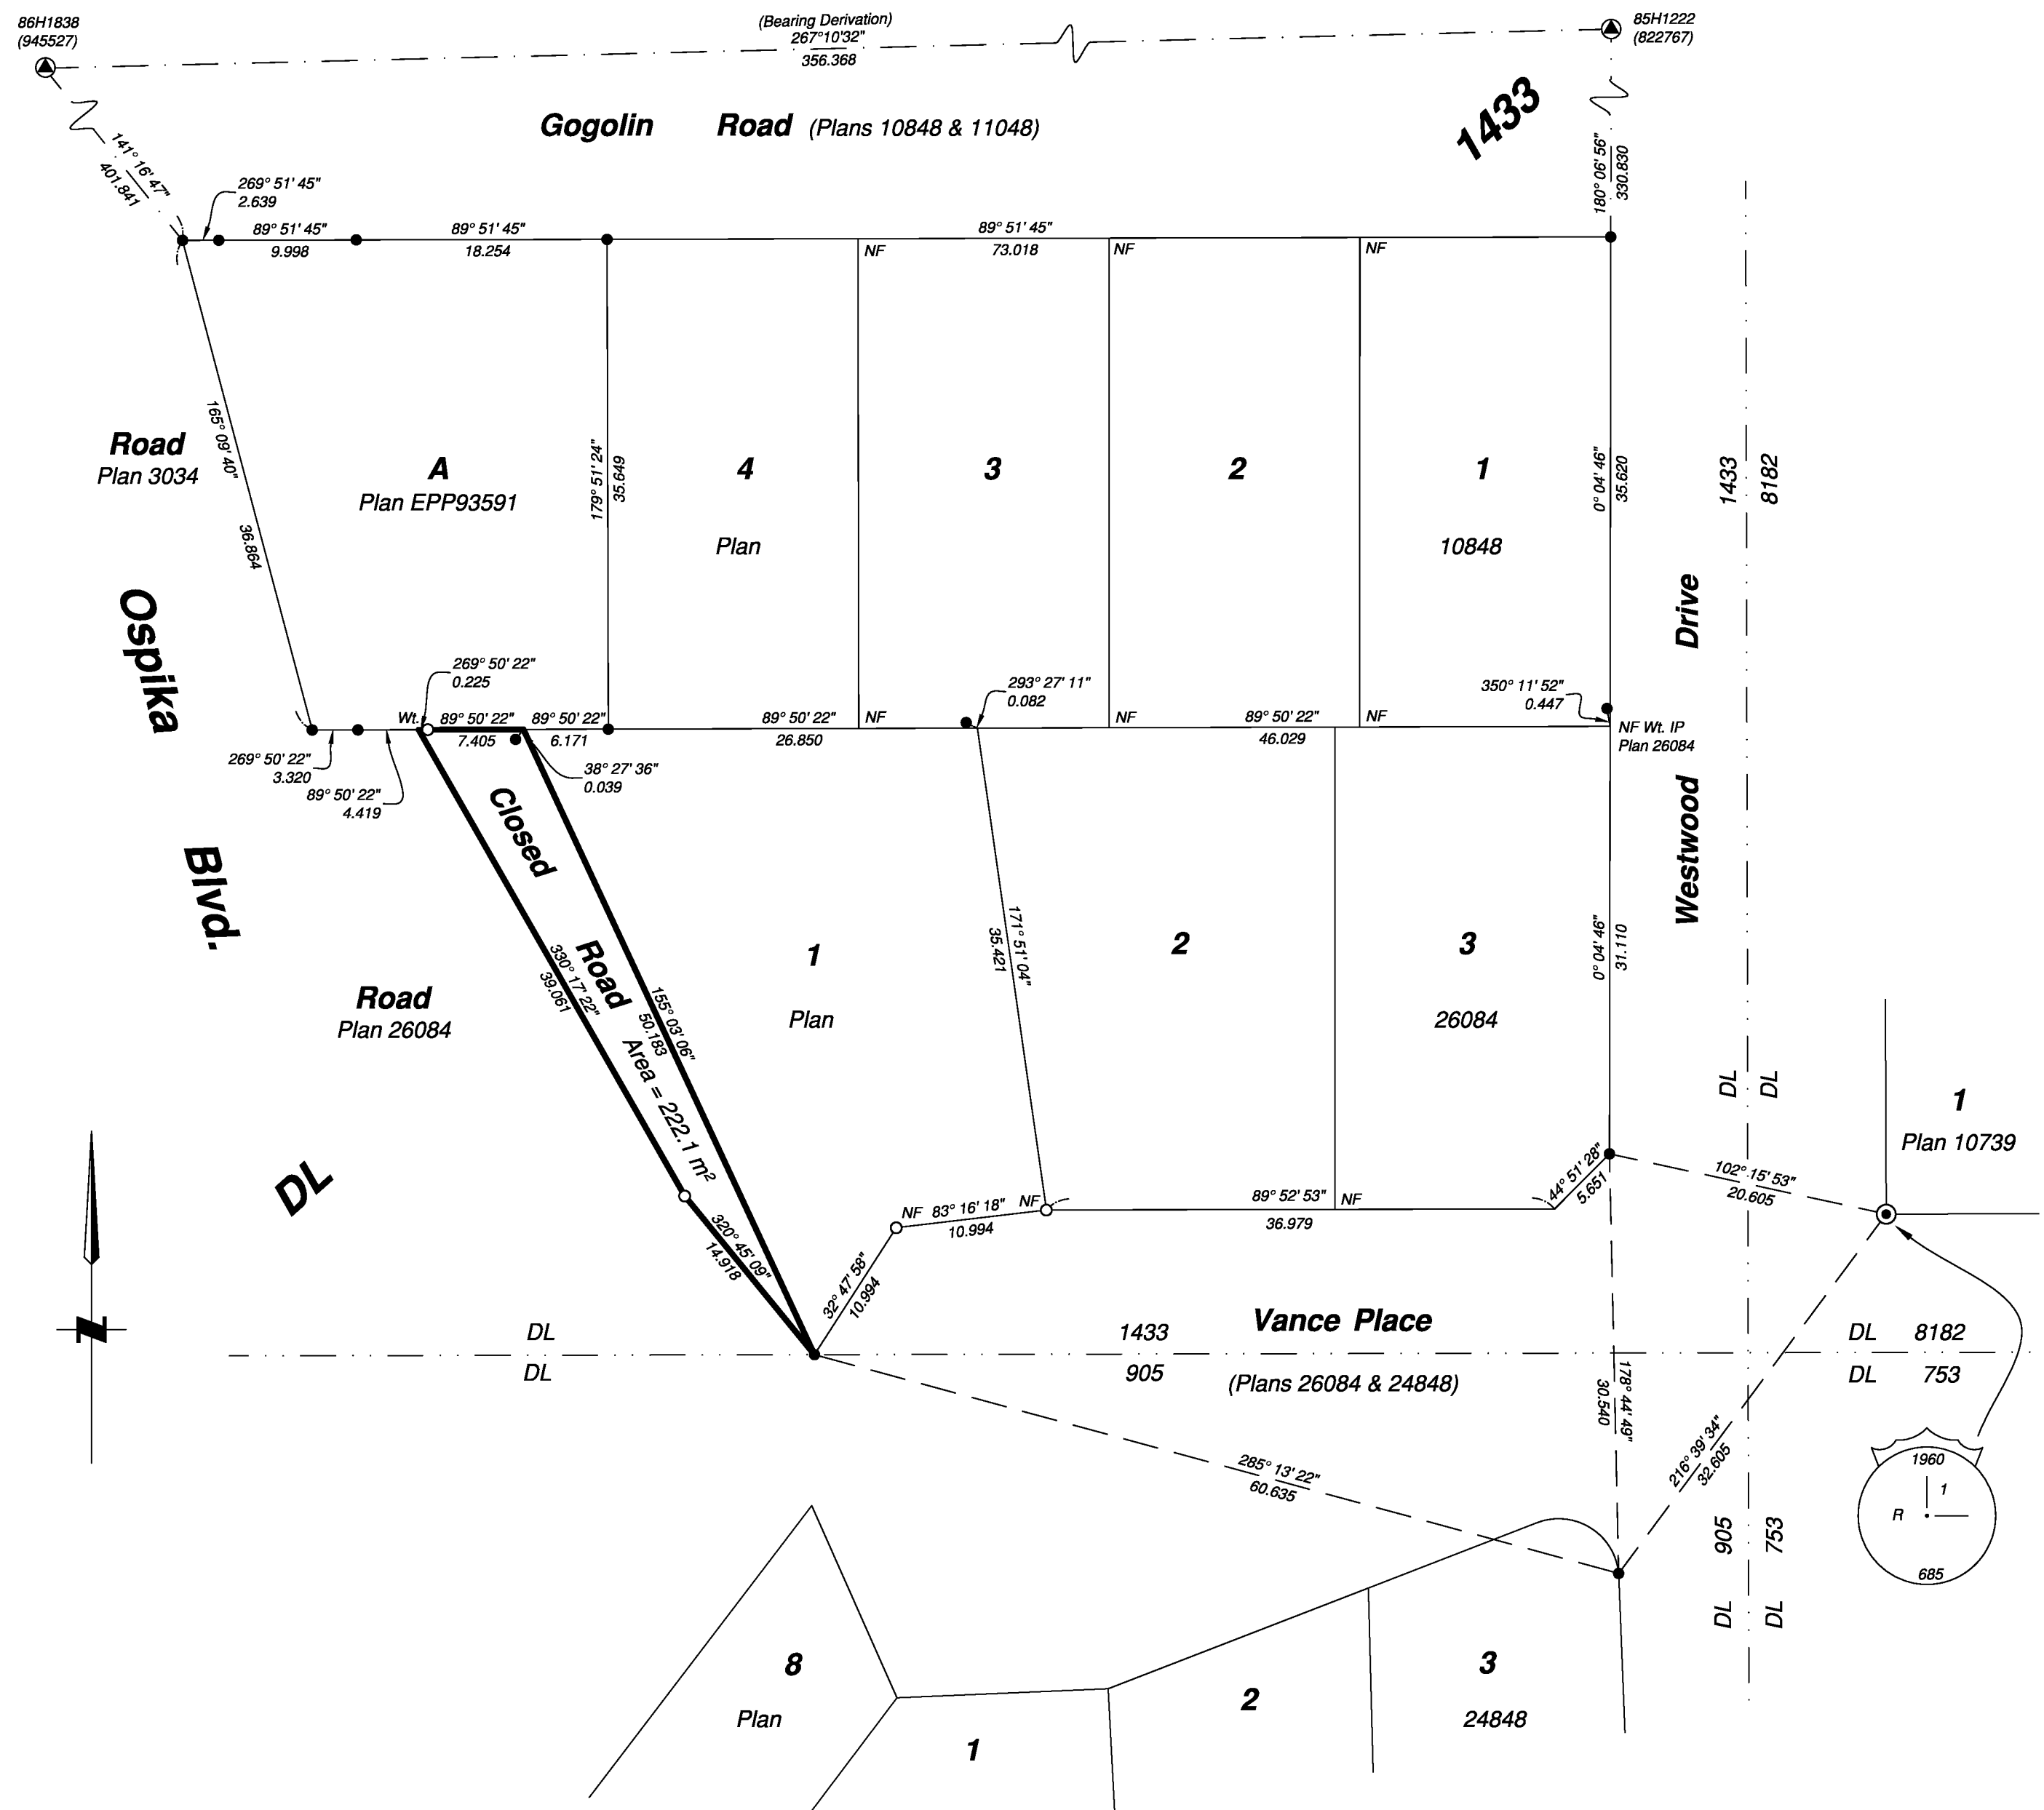 86H1838
(945527)
(Bearing Derivation)
267°10'32"
356.368
85H1222
(822767)
Gogolin Road (Plans 10848 & 11048)
1433
141° 16' 47"
401.841
180° 06' 56"
330.830
269° 51' 45"
2.639
89° 51' 45"
9.998
89° 51' 45"
18.254
89° 51' 45"
73.018
NF
NF
NF
Road
Plan 3034
165° 09' 40"
36.864
A
Plan EPP93591
179° 51' 24"
35.649
4
3
2
1
Plan
10848
0° 04' 46"
35.620
1433
8182
Ospika
Blvd.
Westwood Drive
269° 50' 22"
0.225
Wt.
89° 50' 22"
7.405
89° 50' 22"
6.171
89° 50' 22"
26.850
NF
293° 27' 11"
0.082
NF
89° 50' 22"
46.029
NF
350° 11' 52"
0.447
NF Wt. IP
Plan 26084
269° 50' 22"
3.320
89° 50' 22"
4.419
38° 27' 36"
0.039
Closed
Road
Area = 222.1 m²
330° 17' 22"
39.061
155° 03' 06"
50.183
320° 45' 09"
14.918
Road
Plan 26084
1
Plan
171° 51' 04"
35.421
2
3
26084
0° 04' 46"
31.110
DL
DL
DL
1
Plan 10739
NF 83° 16' 18" NF
10.994
32° 47' 58"
10.994
89° 52' 53"
36.979
NF
44° 51' 28"
5.651
102° 15' 53"
20.605
Vance Place
DL
DL
1433
905
(Plans 26084 & 24848)
DL 8182
DL 753
178° 44' 49"
30.540
216° 39' 34"
32.605
285° 13' 22"
60.635
1960
1
R
685
905
753
DL
DL
8
Plan
1
2
3
24848